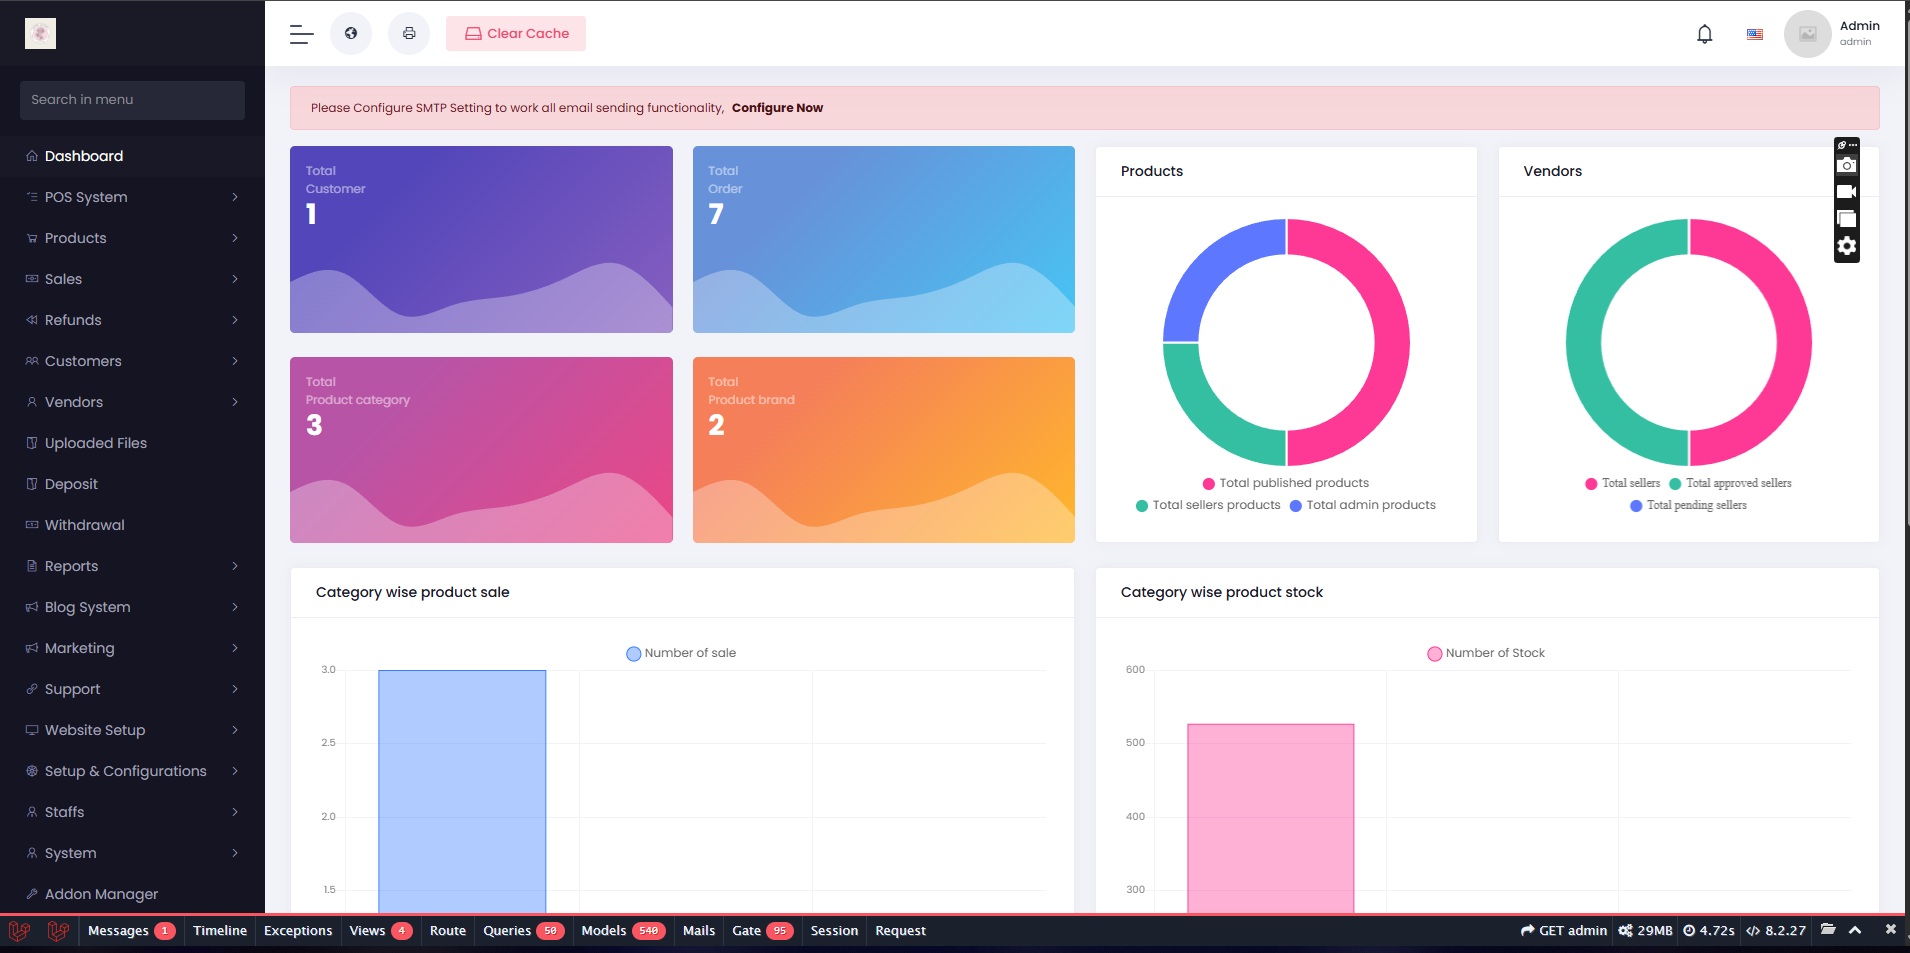 Clear Cache
Admin
admin
Search in menu
Please Configure SMTP Setting to work all email sending functionality, Configure Now
Dashboard
POS System
Products
Sales
Refunds
Customers
Vendors
Uploaded Files
Deposit
Withdrawal
Reports
Blog System
Marketing
Support
Website Setup
Setup & Configurations
Staffs
System
Addon Manager
Total
Customer
1
Total
Order
7
Total
Product category
3
Total
Product brand
2
Products
Total published products
Total sellers products
Total admin products
Vendors
Total sellers
Total approved sellers
Total pending sellers
Category wise product sale
Number of sale
3.0
2.5
2.0
1.5
Category wise product stock
Number of Stock
600
500
400
300
Messages 1 Timeline Exceptions Views 4 Route Queries 50 Models 540 Mails Gate 95 Session Request GET admin 29MB 4.72s 8.2.27